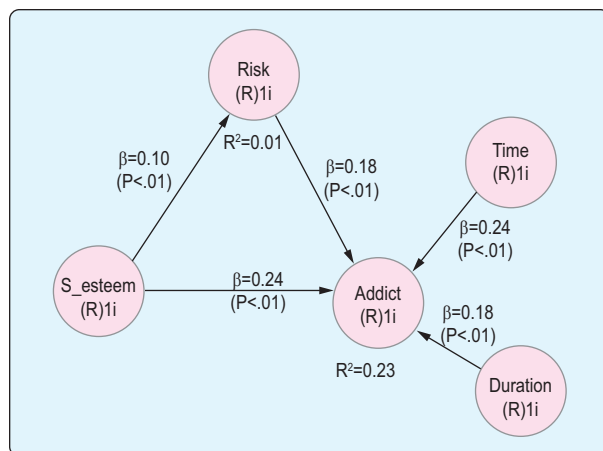 Risk
(R)1i
R²=0.01
β=0.10
(P<.01)
β=0.18
(P<.01)
Time
(R)1i
β=0.24
(P<.01)
S_esteem
(R)1i
β=0.24
(P<.01)
Addict
(R)1i
R²=0.23
β=0.18
(P<.01)
Duration
(R)1i